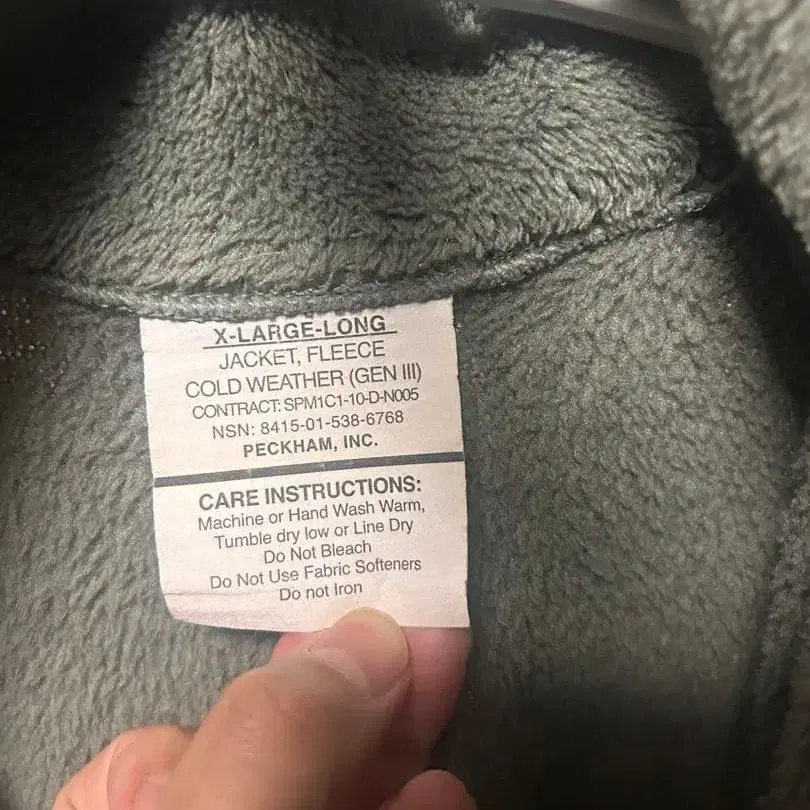 X-LARGE-LONG
JACKET, FLEECE
COLD WEATHER (GEN III)
CONTRACT: SPM1C1-10-D-N005
NSN: 8415-01-538-6768
PECKHAM, INC.
CARE INSTRUCTIONS:
Machine or Hand Wash Warm,
Tumble dry low or Line Dry
Do Not Bleach
Do Not Use Fabric Softeners
Do not Iron